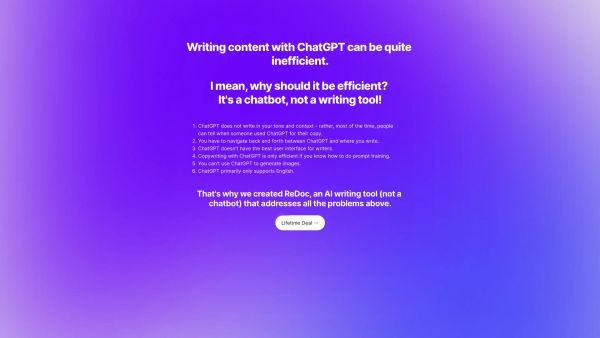 Writing content with ChatGPT can be quite
inefficient.
I mean, why should it be efficient?
It's a chatbot, not a writing tool!
1. ChatGPT does not write in your tone and context - rather, most of the time, people
can tell when someone used ChatGPT for their copy.
2. You have to navigate back and forth between ChatGPT and where you write.
3. ChatGPT doesn't have the best user interface for writers.
4. Copywriting with ChatGPT is only efficient if you know how to do prompt training.
5. You can't use ChatGPT to generate images.
6. ChatGPT primarily only supports English.
That's why we created ReDoc, an AI writing tool (not a
chatbot) that addresses all the problems above.
Lifetime Deal →